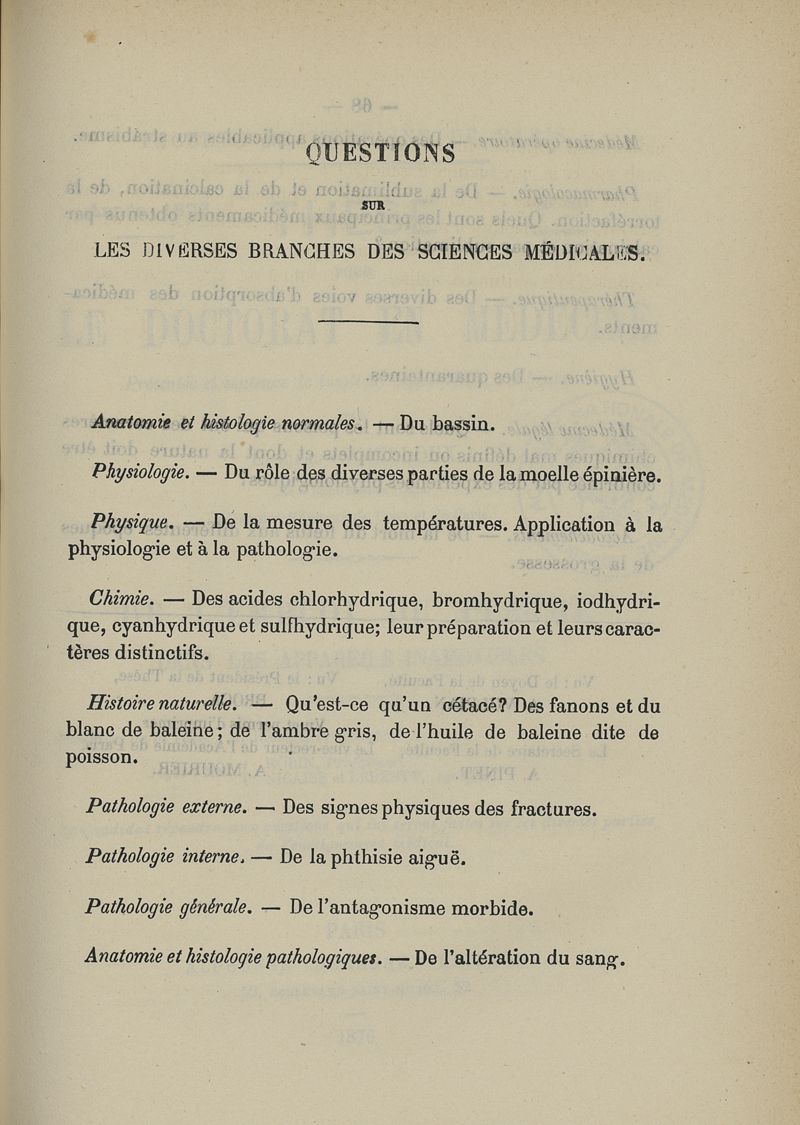 QUESTIONS
SUR
LES DIVERSES BRANCHES DES SCIENCES MÉDICALES.
Anatomie et histologie normales. — Du bassin.
Physiologie. — Du rôle des diverses parties de la moelle épinière.
Physique. — De la mesure des températures. Application à la
physiologie et à la pathologie.
Chimie. — Des acides chlorhydrique, bromhydrique, iodhydri-
que, cyanhydrique et sulfhydrique; leur préparation et leurs carac-
tères distinctifs.
Histoire naturelle. — Qu'est-ce qu'un cétacé? Des fanons et du
blanc de baleine; de l'ambre gris, de l'huile de baleine dite de
poisson.
Pathologie externe. — Des signes physiques des fractures.
Pathologie interne. — De la phthisie aiguë.
Pathologie générale. — De l'antagonisme morbide.
Anatomie et histologie pathologiques. — De l'altération du sang.